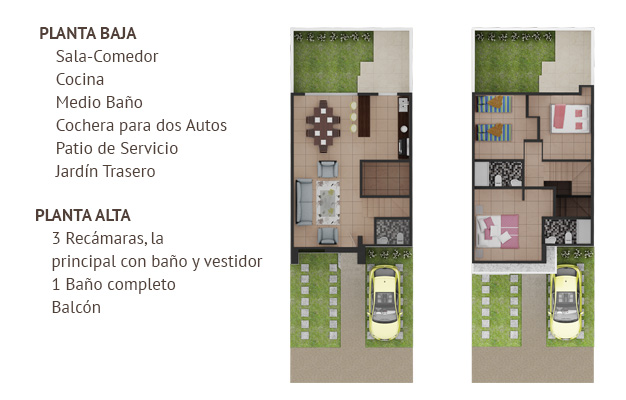 PLANTA BAJA
Sala-Comedor
Cocina
Medio Baño
Cochera para dos Autos
Patio de Servicio
Jardín Trasero
PLANTA ALTA
3 Recámaras, la
principal con baño y vestidor
1 Baño completo
Balcón